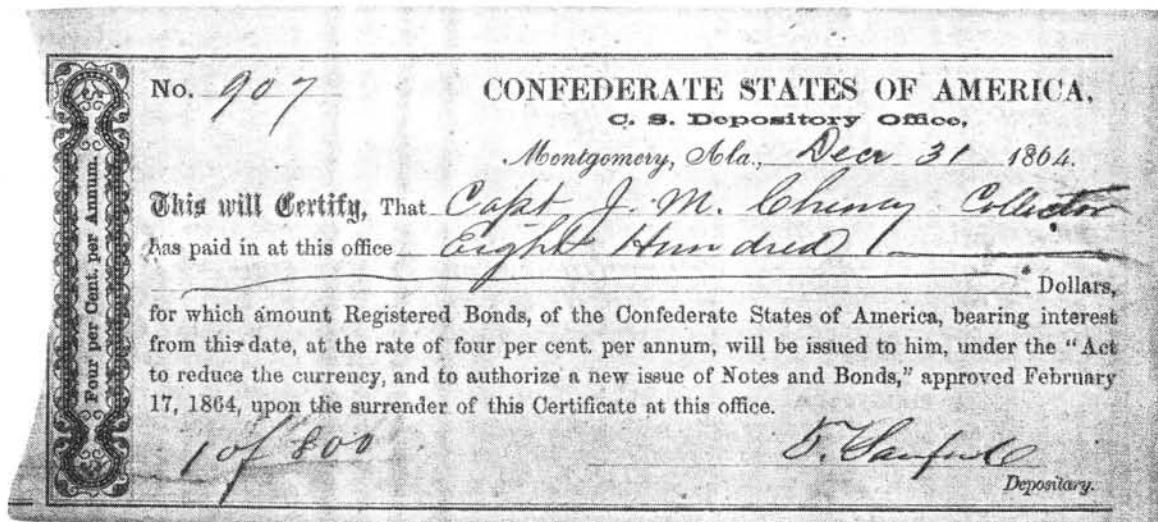 No. 907
CONFEDERATE STATES OF AMERICA,
C. S. Depository Office,
Montgomery, Ala., Decr 31 1864.
This will Certify, That Capt J. M. Cheney Collector
has paid in at this office Eight Hundred
Dollars,
for which amount Registered Bonds, of the Confederate States of America, bearing interest
from this date, at the rate of four per cent. per annum, will be issued to him, under the "Act
to reduce the currency, and to authorize a new issue of Notes and Bonds," approved February
17, 1864, upon the surrender of this Certificate at this office.
1 of 800
Depositary.
Four per Cent. per Annum.